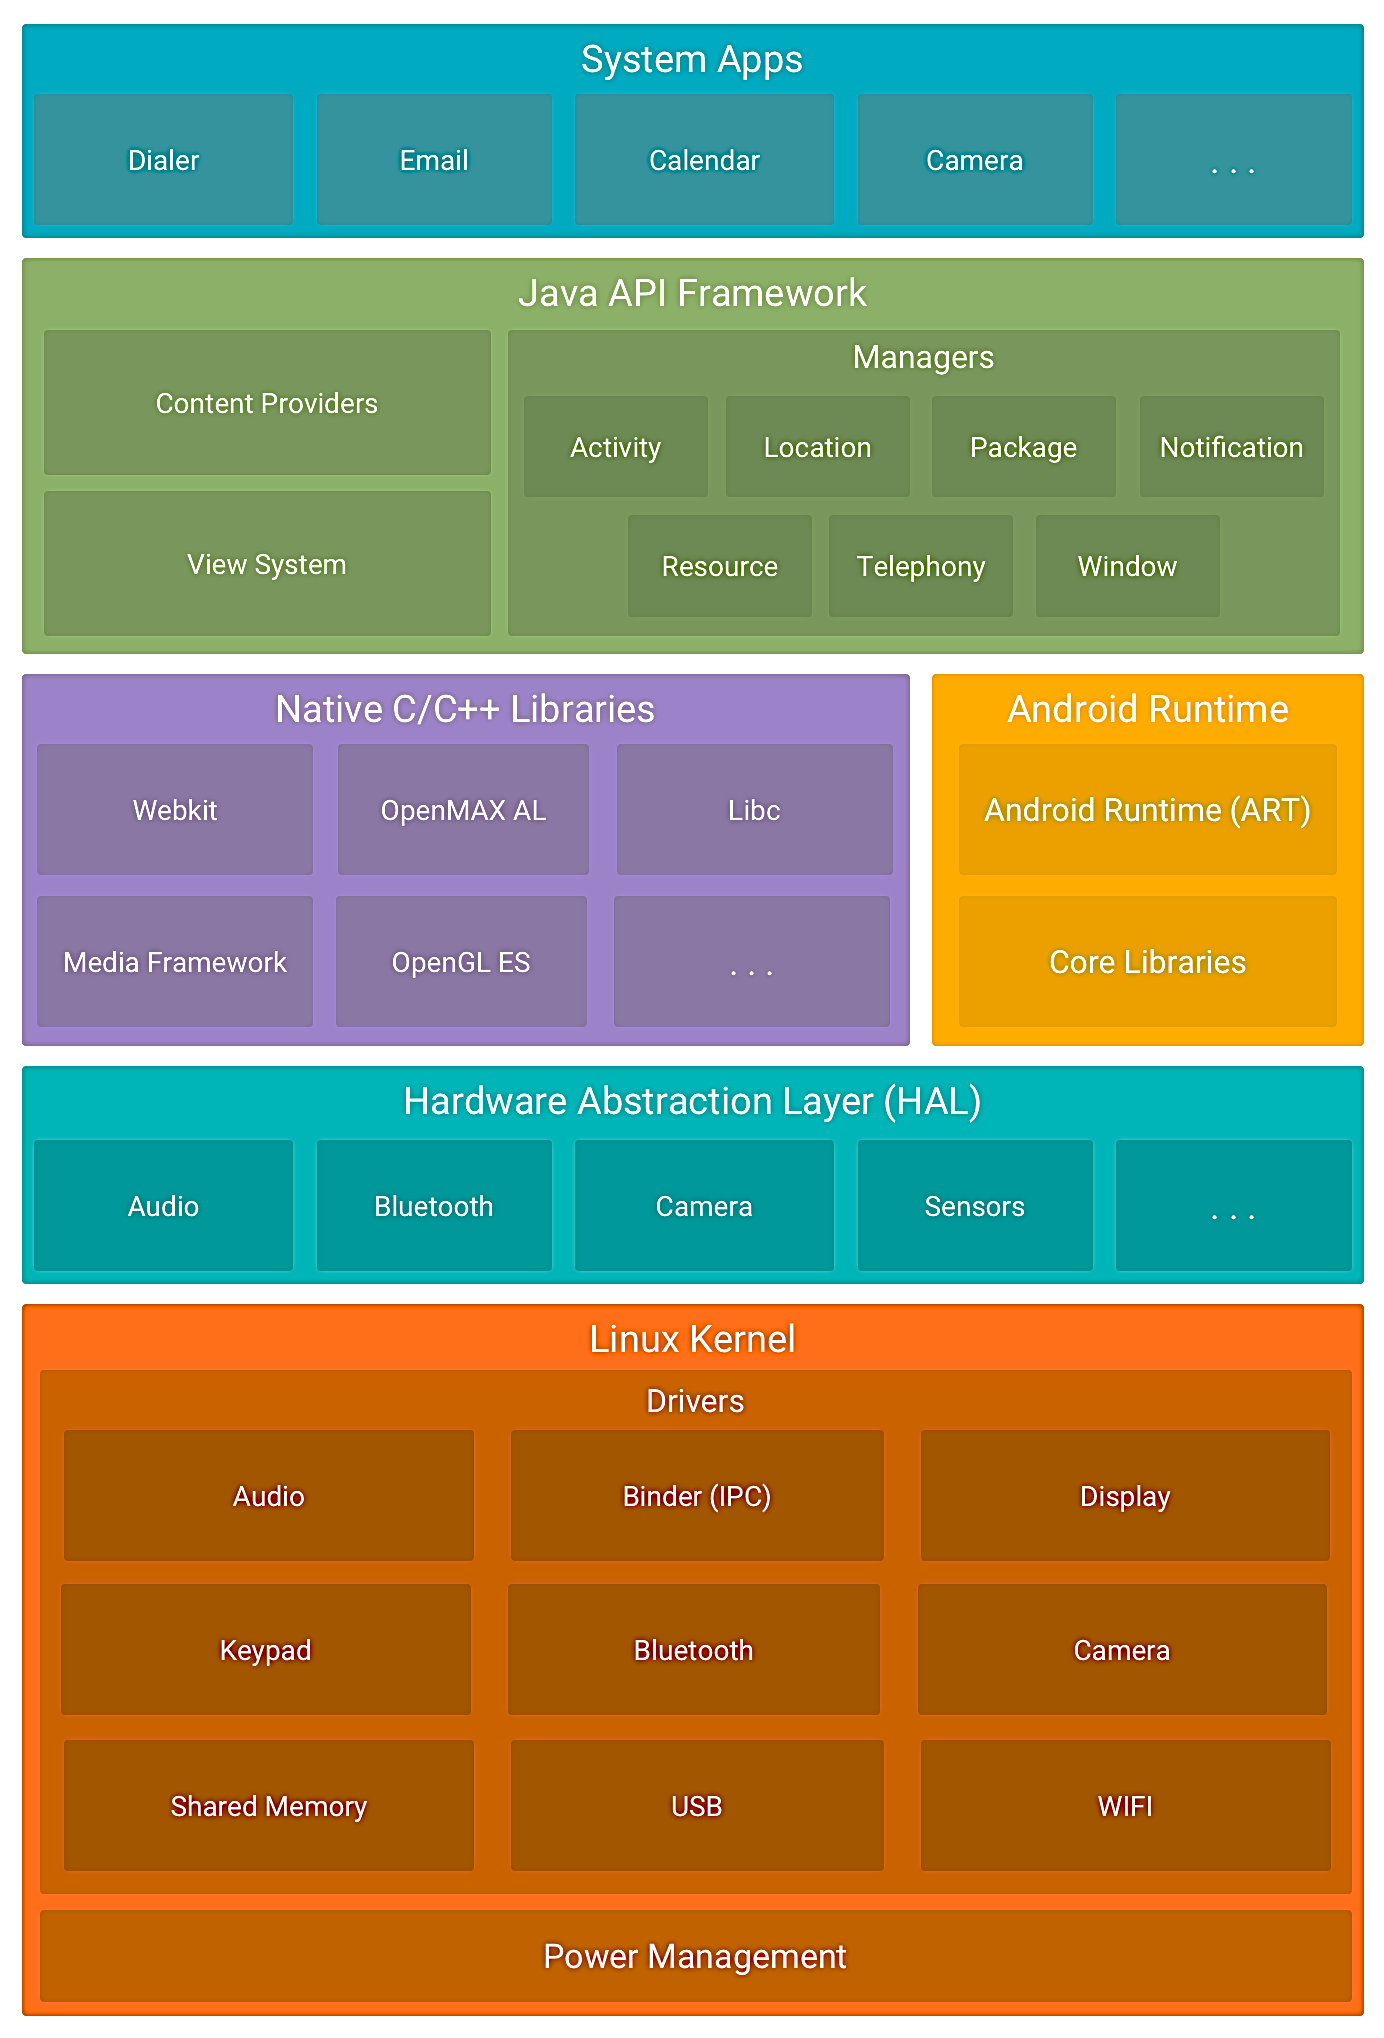 System Apps
Dialer
Email
Calendar
Camera
. . .
Java API Framework
Content Providers
View System
Managers
Activity
Location
Package
Notification
Resource
Telephony
Window
Native C/C++ Libraries
Webkit
OpenMAX AL
Libc
Media Framework
OpenGL ES
. . .
Android Runtime
Android Runtime (ART)
Core Libraries
Hardware Abstraction Layer (HAL)
Audio
Bluetooth
Camera
Sensors
. . .
Linux Kernel
Drivers
Audio
Binder (IPC)
Display
Keypad
Bluetooth
Camera
Shared Memory
USB
WIFI
Power Management